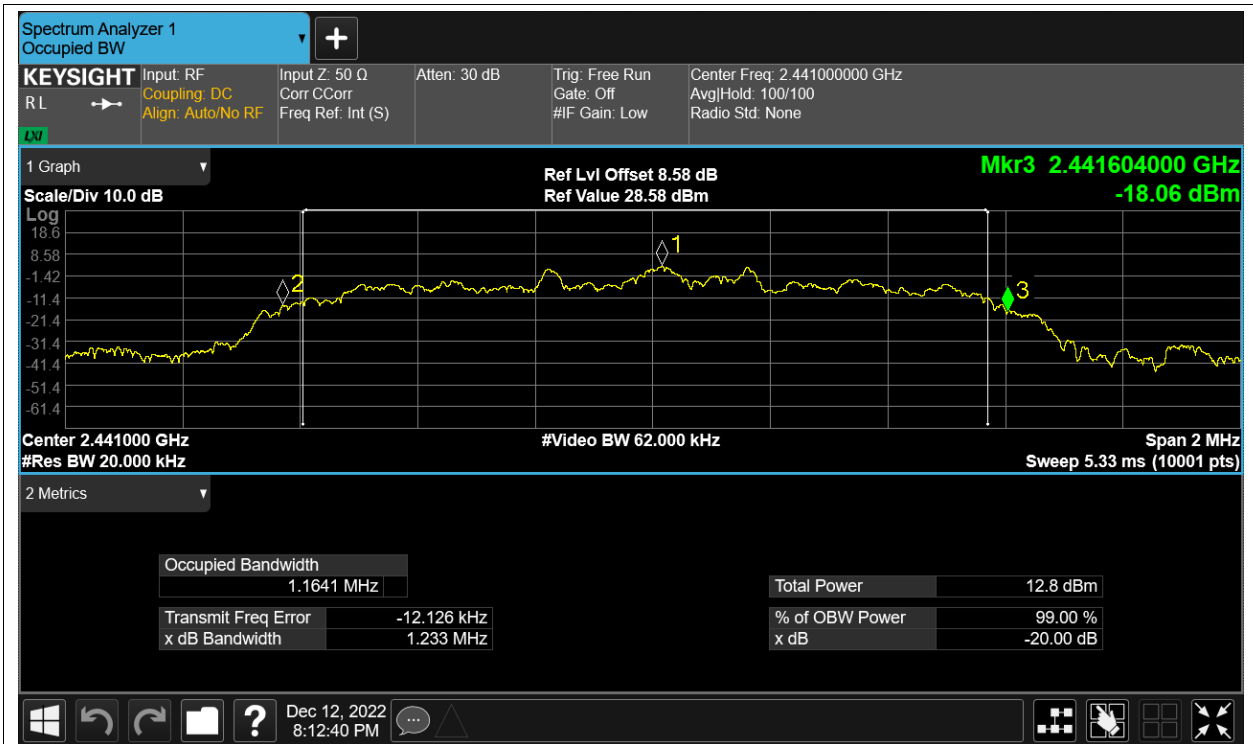 Spectrum Analyzer 1
Occupied BW
KEYSIGHT
R L
LXI
Input: RF
Coupling: DC
Align: Auto/No RF
Input Z: 50 Ω
Corr CCorr
Freq Ref: Int (S)
Atten: 30 dB
Trig: Free Run
Gate: Off
#IF Gain: Low
Center Freq: 2.441000000 GHz
Avg|Hold: 100/100
Radio Std: None
1 Graph
Scale/Div 10.0 dB
Ref Lvl Offset 8.58 dB
Ref Value 28.58 dBm
Mkr3 2.441604000 GHz
-18.06 dBm
Log
18.6
8.58
-1.42
-11.4
-21.4
-31.4
-41.4
-51.4
-61.4
1
2
3
Center 2.441000 GHz
#Video BW 62.000 kHz
Span 2 MHz
#Res BW 20.000 kHz
Sweep 5.33 ms (10001 pts)
2 Metrics
Occupied Bandwidth
1.1641 MHz
Total Power 12.8 dBm
Transmit Freq Error -12.126 kHz
% of OBW Power 99.00 %
x dB Bandwidth 1.233 MHz
x dB -20.00 dB
?
Dec 12, 2022
8:12:40 PM